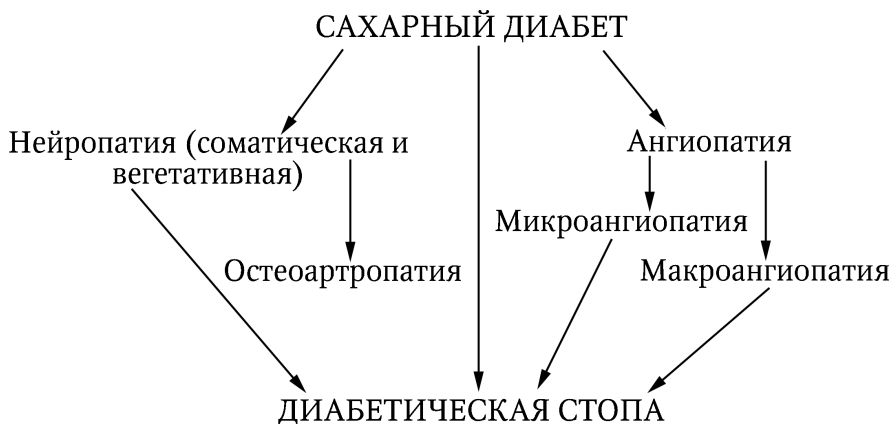 САХАРНЫЙ ДИАБЕТ
Нейропатия (соматическая и
вегетативная)
Ангиопатия
Микроангиопатия
Остеоартропатия
Макроангиопатия
ДИАБЕТИЧЕСКАЯ СТОПА